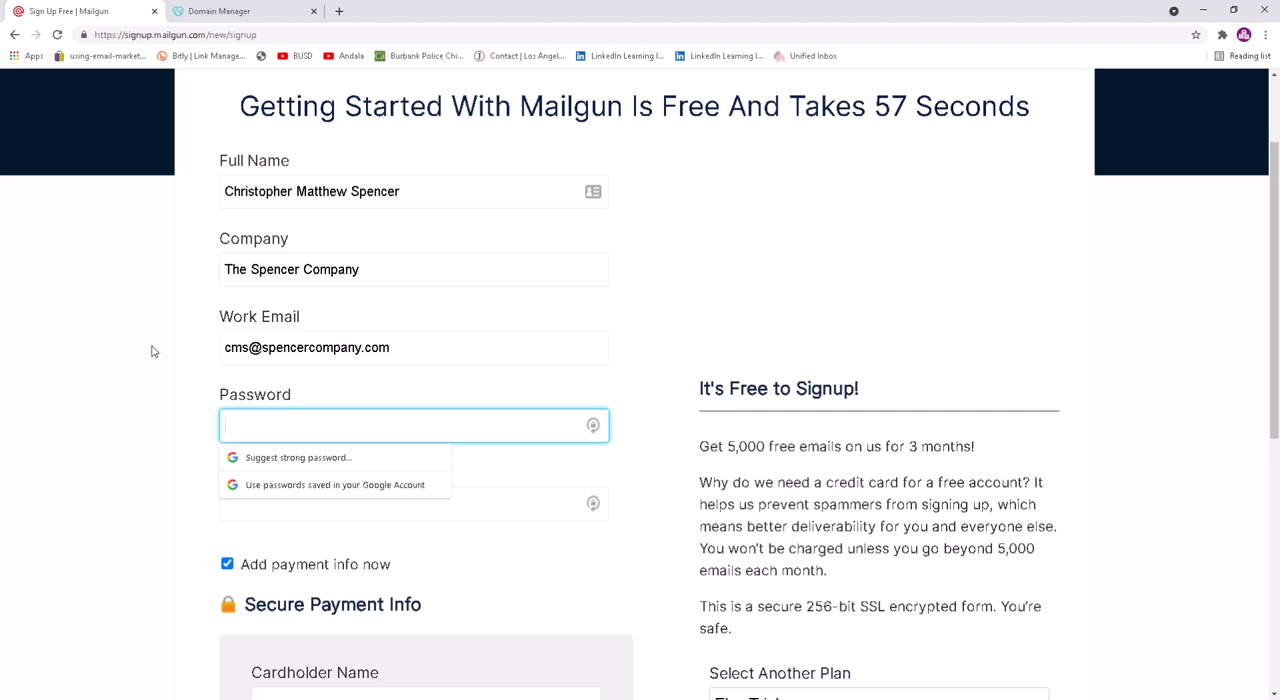 Sign Up Free | Mailgun
Domain Manager
https://signup.mailgun.com/new/signup
Apps
using-email-market...
Bitly | Link Manage...
BUSD
Andala
Burbank Police Chi...
Contact | Los Angel...
LinkedIn Learning I...
LinkedIn Learning I...
Unified Inbox
Reading list
Getting Started With Mailgun Is Free And Takes 57 Seconds
Full Name
Christopher Matthew Spencer
Company
The Spencer Company
Work Email
cms@spencercompany.com
Password
Suggest strong password...
Use passwords saved in your Google Account
Add payment info now
Secure Payment Info
Cardholder Name
It's Free to Signup!
Get 5,000 free emails on us for 3 months!
Why do we need a credit card for a free account? It
helps us prevent spammers from signing up, which
means better deliverability for you and everyone else.
You won't be charged unless you go beyond 5,000
emails each month.
This is a secure 256-bit SSL encrypted form. You're
safe.
Select Another Plan